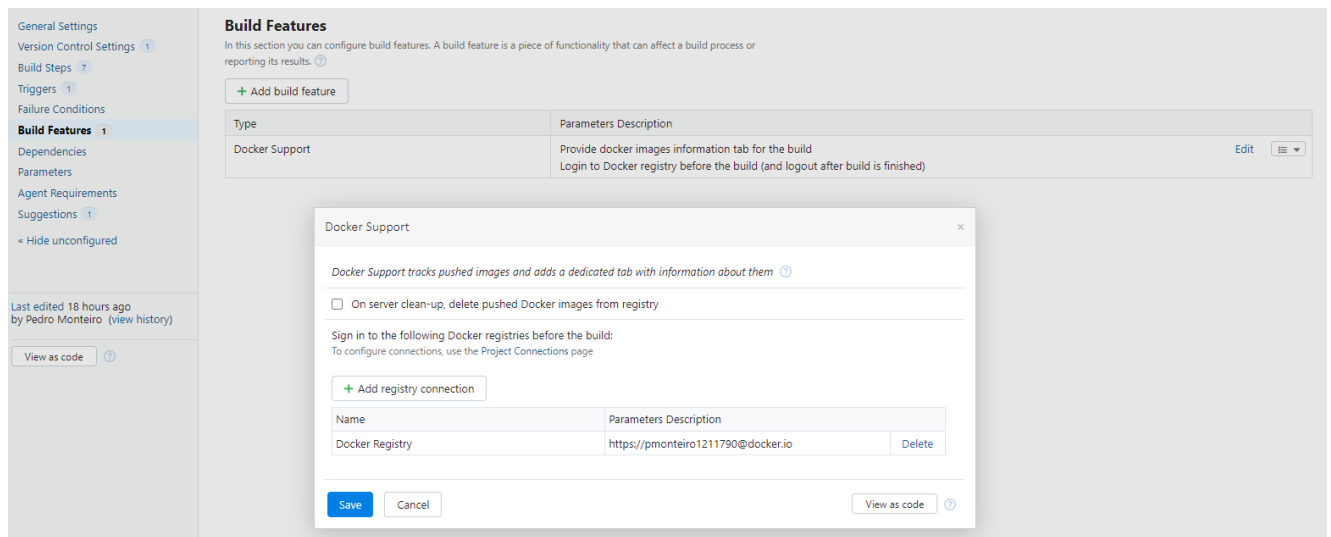 General Settings
Version Control Settings 1
Build Steps 7
Triggers 1
Failure Conditions
Build Features 1
Dependencies
Parameters
Agent Requirements
Suggestions 1
« Hide unconfigured
Last edited 18 hours ago
by Pedro Monteiro (view history)
View as code ?
Build Features
In this section you can configure build features. A build feature is a piece of functionality that can affect a build process or
reporting its results. ?
+ Add build feature
Type Parameters Description
Docker Support Provide docker images information tab for the build Edit
Login to Docker registry before the build (and logout after build is finished)
Docker Support ×
Docker Support tracks pushed images and adds a dedicated tab with information about them ?
On server clean-up, delete pushed Docker images from registry
Sign in to the following Docker registries before the build:
To configure connections, use the Project Connections page
+ Add registry connection
Name Parameters Description
Docker Registry https://pmonteiro1211790@docker.io Delete
Save Cancel View as code ?